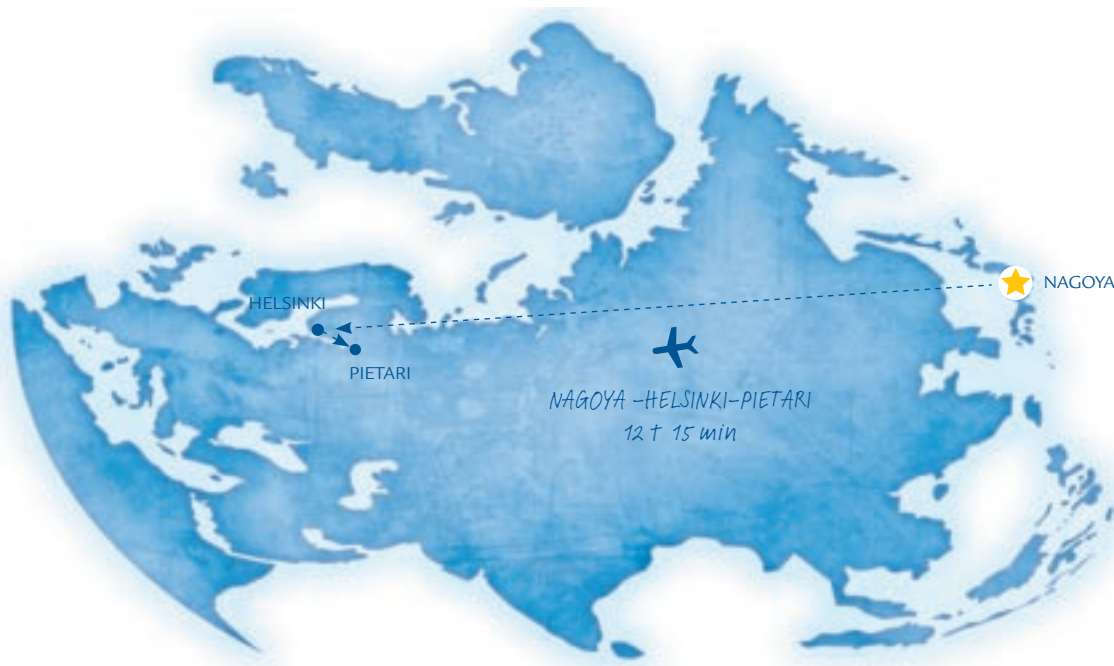 HELSINKI
NAGOYA
PIETARI
NAGOYA –HELSINKI–PIETARI
12 t 15 min